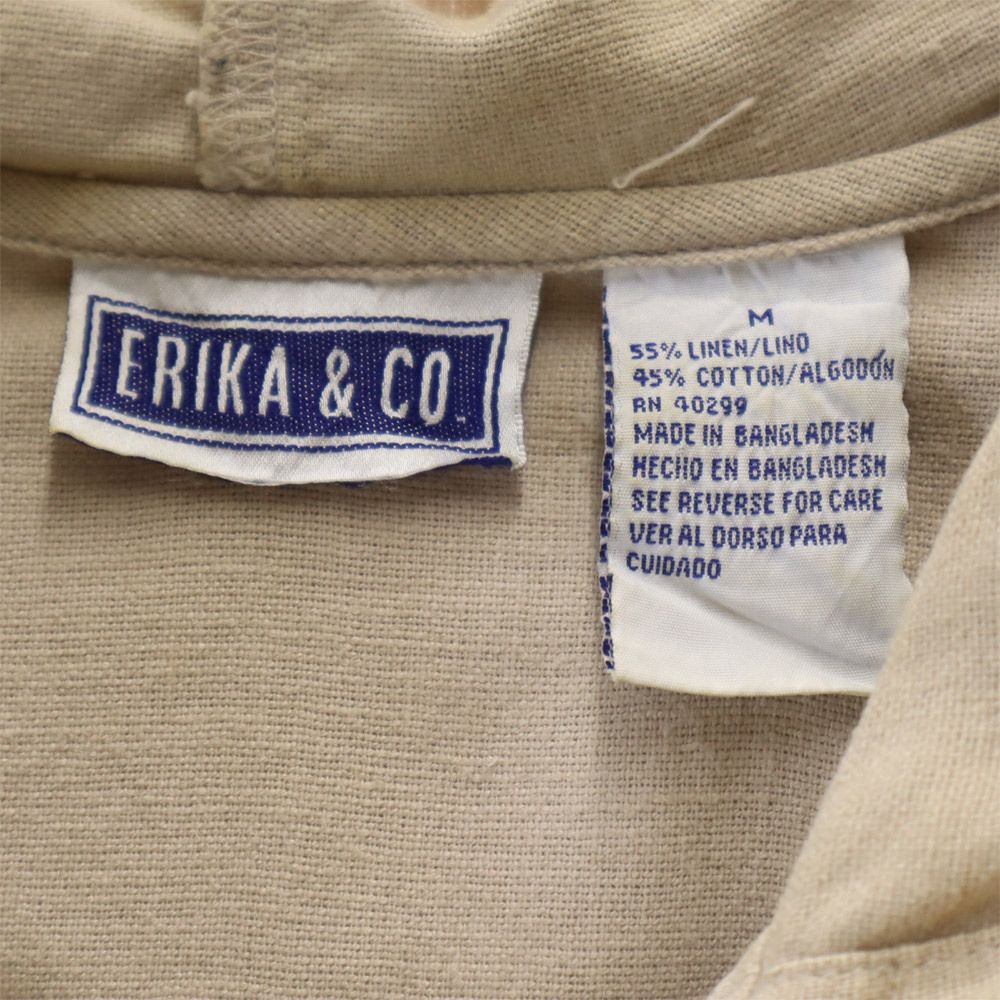 ERIKA & CO.
M
55% LINEN/LINO
45% COTTON/ALGODÓN
RN 40299
MADE IN BANGLADESH
HECHO EN BANGLADESH
SEE REVERSE FOR CARE
VER AL DORSO PARA
CUIDADO